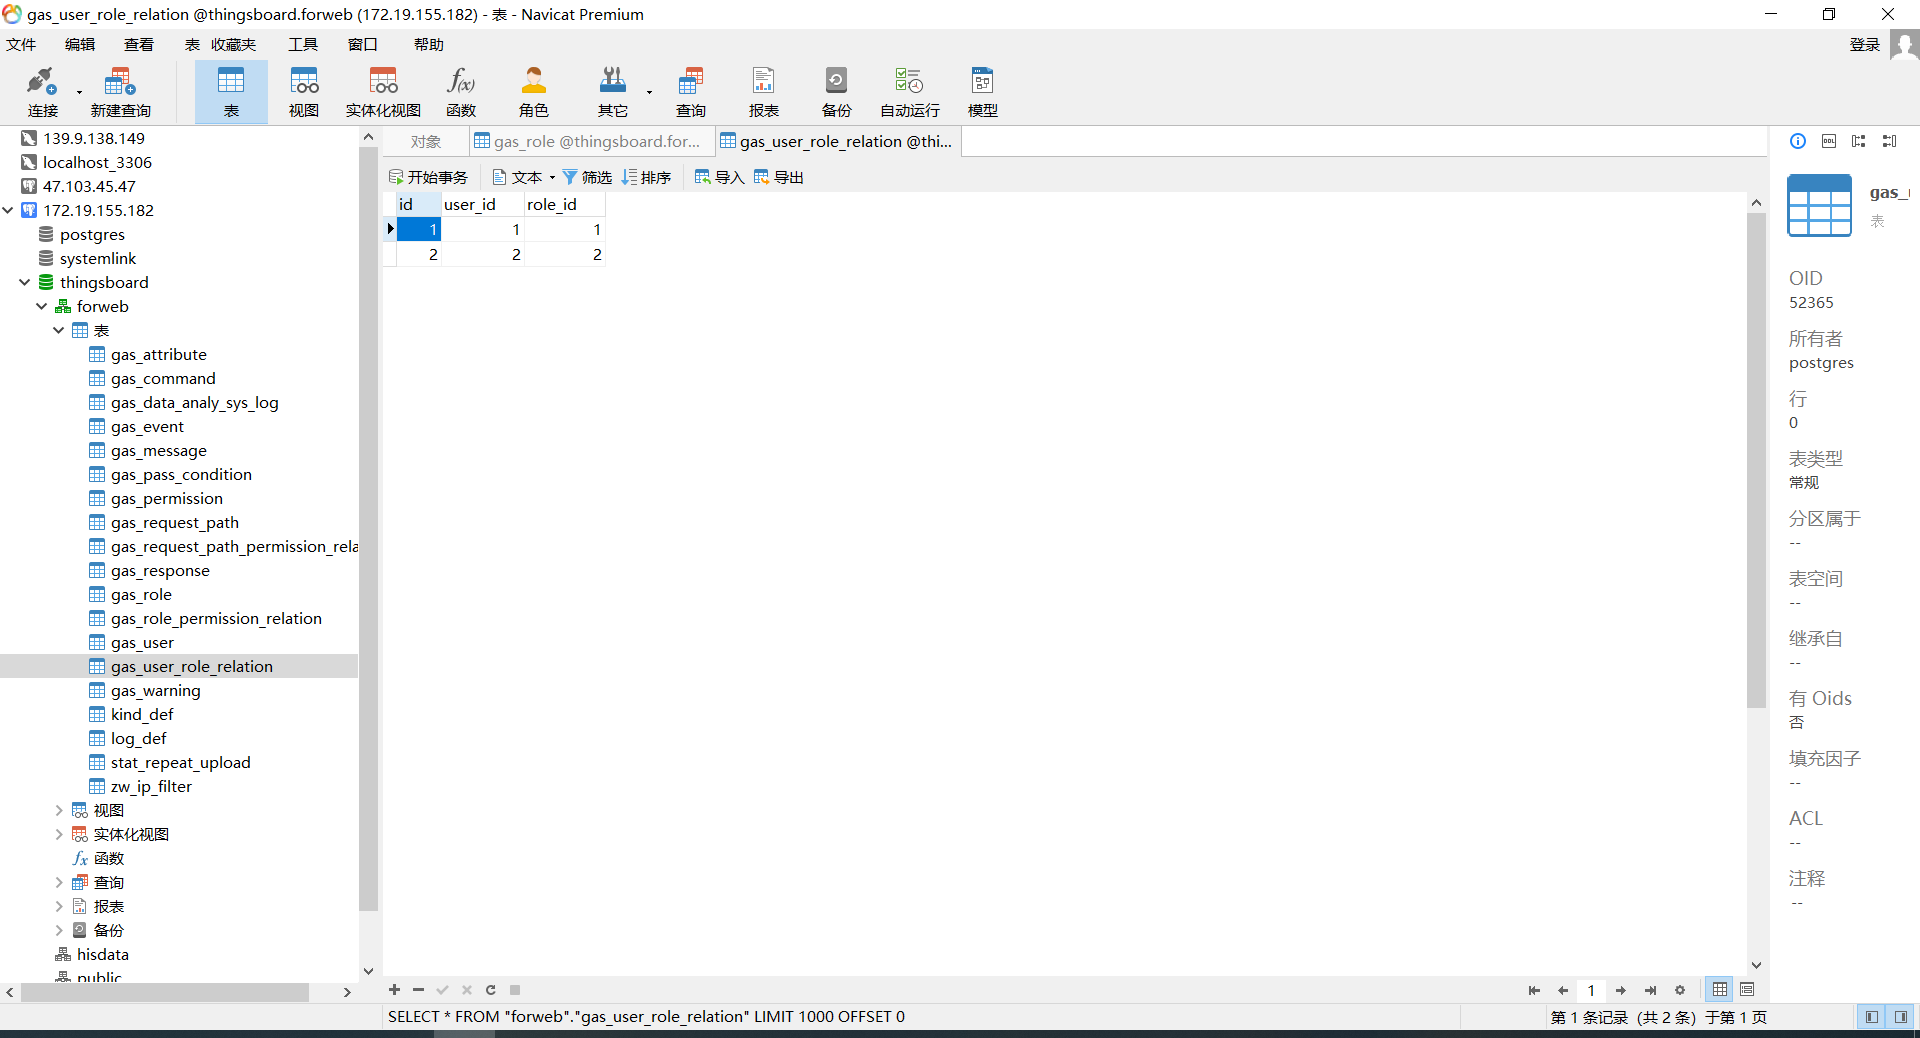 gas_user_role_relation @thingsboard.forweb (172.19.155.182) - 表 - Navicat Premium
文件 编辑 查看 表 收藏夹 工具 窗口 帮助 登录
连接 新建查询 表 视图 实体化视图 函数 角色 其它 查询 报表 备份 自动运行 模型
139.9.138.149
localhost_3306
47.103.45.47
172.19.155.182
postgres
systemlink
thingsboard
forweb
表
gas_attribute
gas_command
gas_data_analy_sys_log
gas_event
gas_message
gas_pass_condition
gas_permission
gas_request_path
gas_request_path_permission_rela
gas_response
gas_role
gas_role_permission_relation
gas_user
gas_user_role_relation
gas_warning
kind_def
log_def
stat_repeat_upload
zw_ip_filter
视图
实体化视图
函数
查询
报表
备份
hisdata
public
对象 gas_role @thingsboard.for... gas_user_role_relation @thi...
开始事务 文本 筛选 排序 导入 导出
id user_id role_id
1 1 1
2 2 2
1
SELECT * FROM "forweb"."gas_user_role_relation" LIMIT 1000 OFFSET 0
第 1 条记录 (共 2 条) 于第 1 页
DDL
gas_
表
OID
52365
所有者
postgres
行
0
表类型
常规
分区属于
--
表空间
--
继承自
--
有 Oids
否
填充因子
--
ACL
--
注释
--